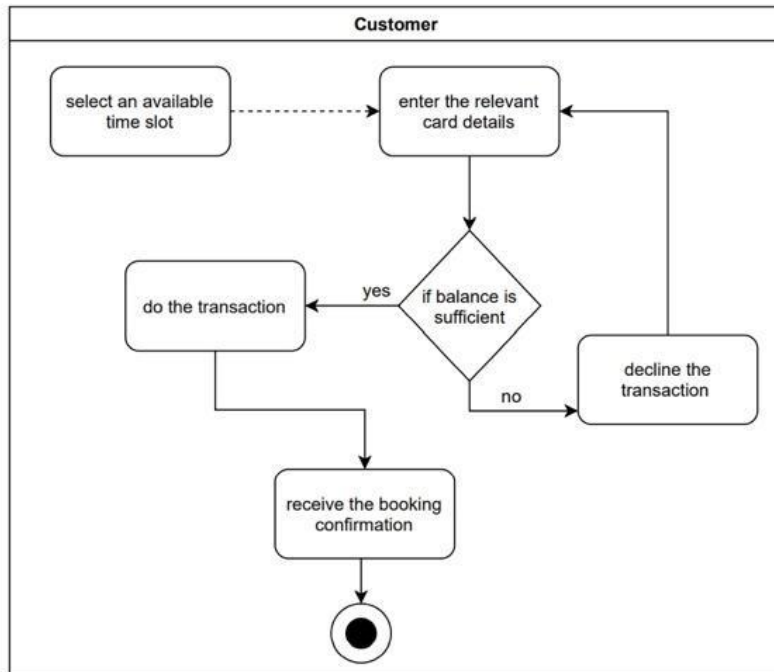 Customer
select an available
time slot
enter the relevant
card details
if balance is
sufficient
yes
do the transaction
no
decline the
transaction
receive the booking
confirmation